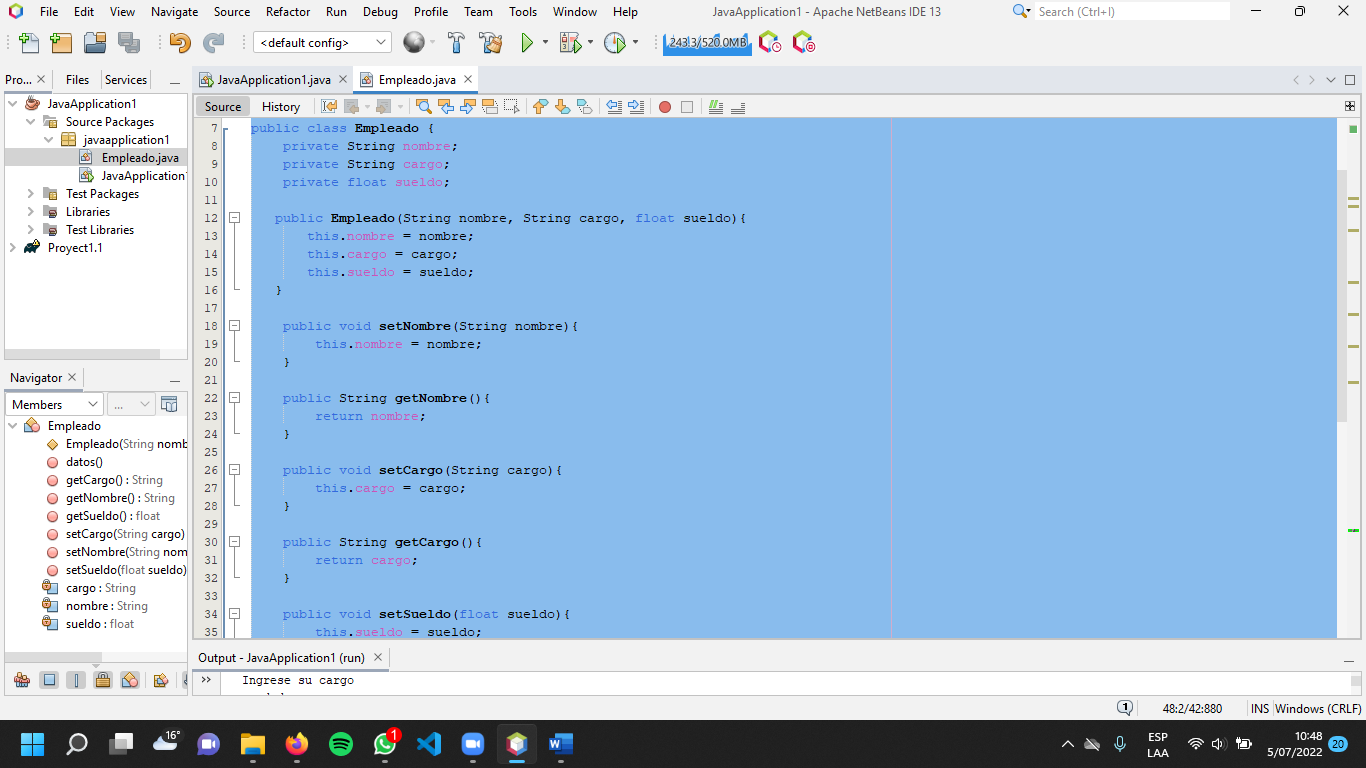 File Edit View Navigate Source Refactor Run Debug Profile Team Tools Window Help JavaApplication1 - Apache NetBeans IDE 13 Search (Ctrl+I)
<default config> 243.3/520.0MB
Pro... Files Services
JavaApplication1
Source Packages
javaapplication1
Empleado.java
JavaApplication
Test Packages
Libraries
Test Libraries
Proyect1.1
Navigator
Members ...
Empleado
Empleado(String nomb
datos()
getCargo() : String
getNombre() : String
getSueldo() : float
setCargo(String cargo)
setNombre(String nom
setSueldo(float sueldo)
cargo : String
nombre : String
sueldo : float
JavaApplication1.java Empleado.java
Source History
7 public class Empleado {
8 private String nombre;
9 private String cargo;
10 private float sueldo;
11
12 public Empleado(String nombre, String cargo, float sueldo){
13 this.nombre = nombre;
14 this.cargo = cargo;
15 this.sueldo = sueldo;
16 }
17
18 public void setNombre(String nombre){
19 this.nombre = nombre;
20 }
21
22 public String getNombre(){
23 return nombre;
24 }
25
26 public void setCargo(String cargo){
27 this.cargo = cargo;
28 }
29
30 public String getCargo(){
31 return cargo;
32 }
33
34 public void setSueldo(float sueldo){
35 this.sueldo = sueldo;
Output - JavaApplication1 (run)
Ingrese su cargo
1 48:2/42:880 INS Windows (CRLF)
16° 1 ESP LAA 10:48 5/07/2022 20